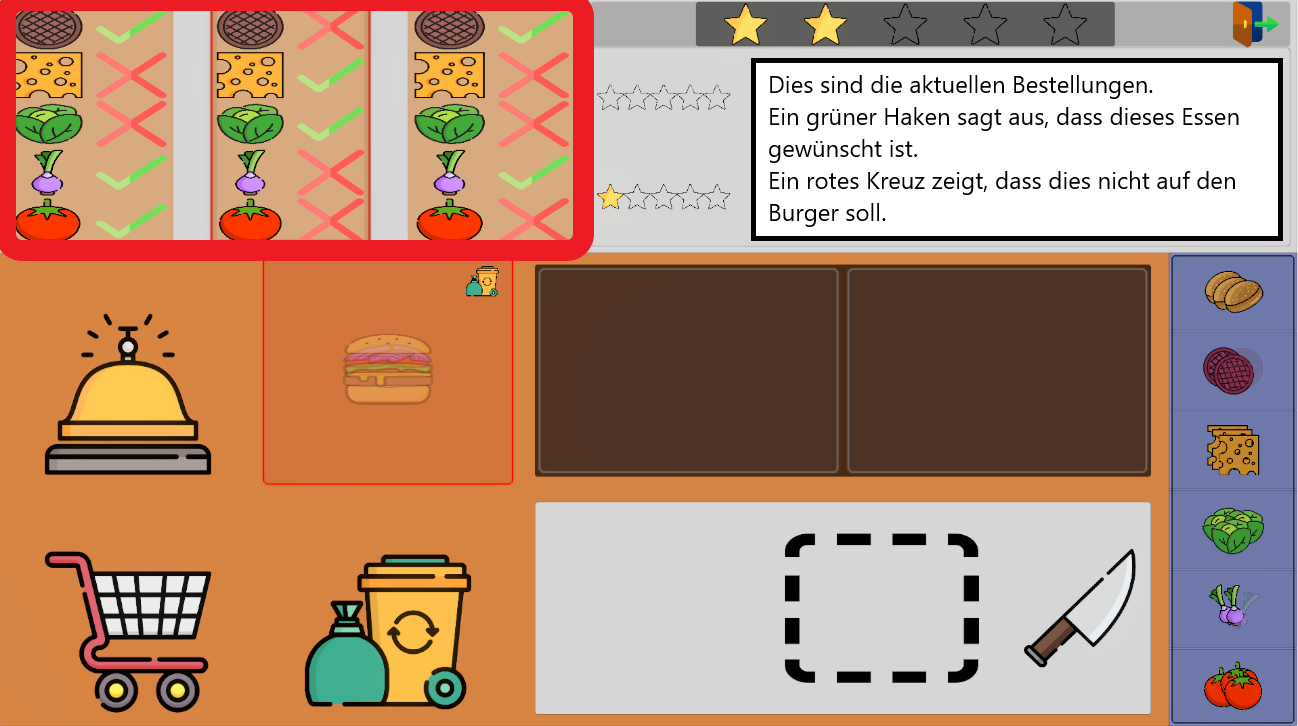 Dies sind die aktuellen Bestellungen.
Ein grüner Haken sagt aus, dass dieses Essen
gewünscht ist.
Ein rotes Kreuz zeigt, dass dies nicht auf den
Burger soll.